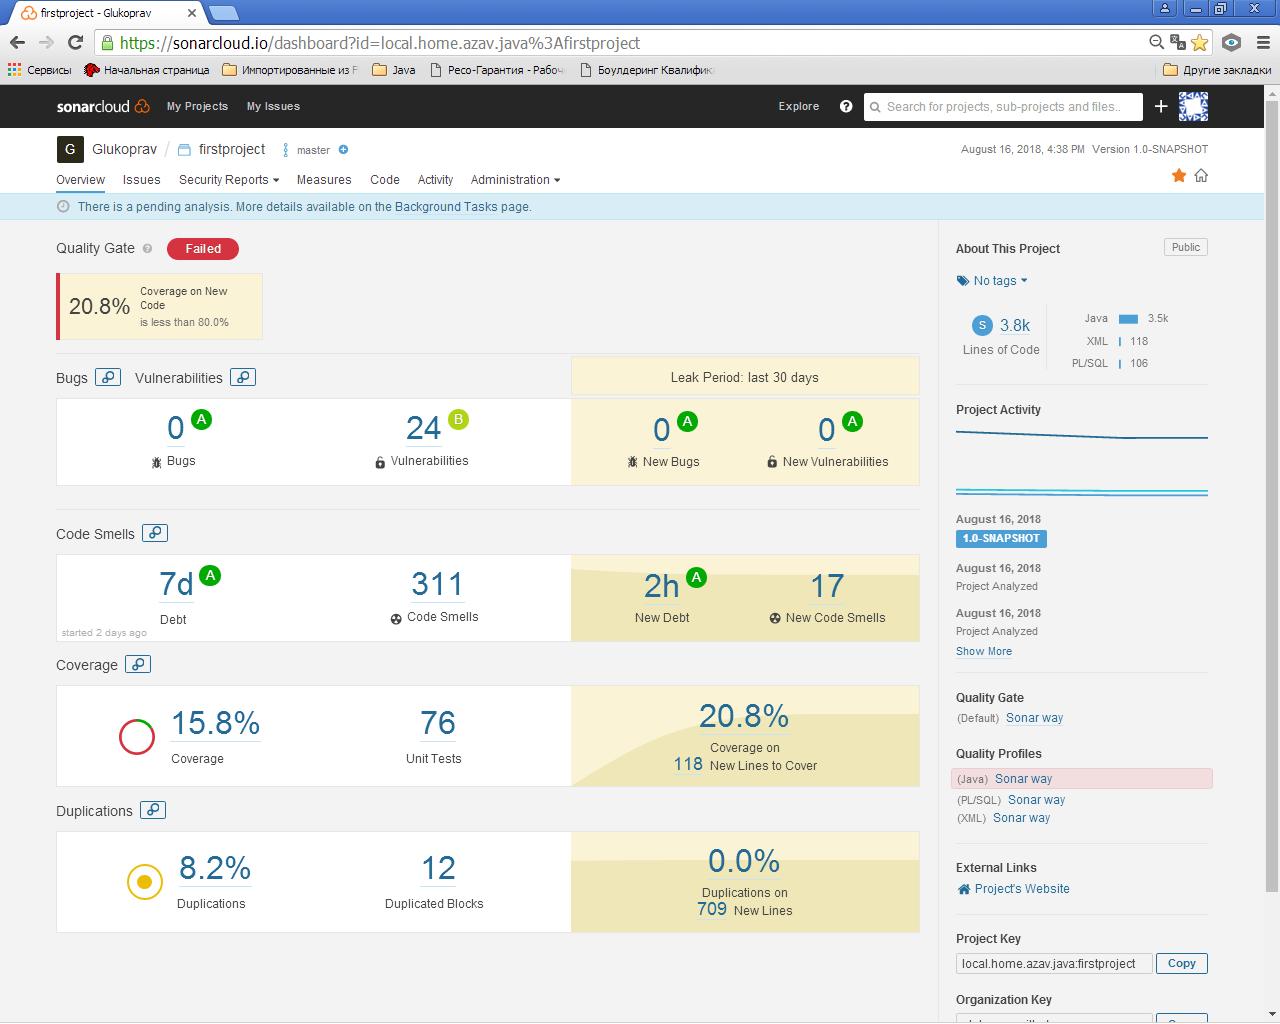 firstproject - Glukoprav
https://sonarcloud.io/dashboard?id=local.home.azav.java%3Afirstproject
Сервисы Начальная страница Импортированные из F Java Ресо-Гарантия - Рабоч Боулдеринг Квалифик Другие закладки
sonarcloud My Projects My Issues Explore ? Search for projects, sub-projects and files.. +
G Glukoprav / firstproject master August 16, 2018, 4:38 PM Version 1.0-SNAPSHOT
Overview Issues Security Reports Measures Code Activity Administration
There is a pending analysis. More details available on the Background Tasks page.
Quality Gate ? Failed
20.8% Coverage on New
Code
is less than 80.0%
Bugs Vulnerabilities Leak Period: last 30 days
0 A 24 B 0 A 0 A
Bugs Vulnerabilities New Bugs New Vulnerabilities
Code Smells
7d A 311 2h A 17
Debt Code Smells New Debt New Code Smells
started 2 days ago
Coverage
15.8% 76 20.8%
Coverage Unit Tests Coverage on
118 New Lines to Cover
Duplications
8.2% 12 0.0%
Duplications Duplicated Blocks Duplications on
709 New Lines
About This Project Public
No tags
S 3.8k
Lines of Code
Java 3.5k
XML 118
PL/SQL 106
Project Activity
August 16, 2018
1.0-SNAPSHOT
August 16, 2018
Project Analyzed
August 16, 2018
Project Analyzed
Show More
Quality Gate
(Default) Sonar way
Quality Profiles
(Java) Sonar way
(PL/SQL) Sonar way
(XML) Sonar way
External Links
Project's Website
Project Key
local.home.azav.java:firstproject Copy
Organization Key